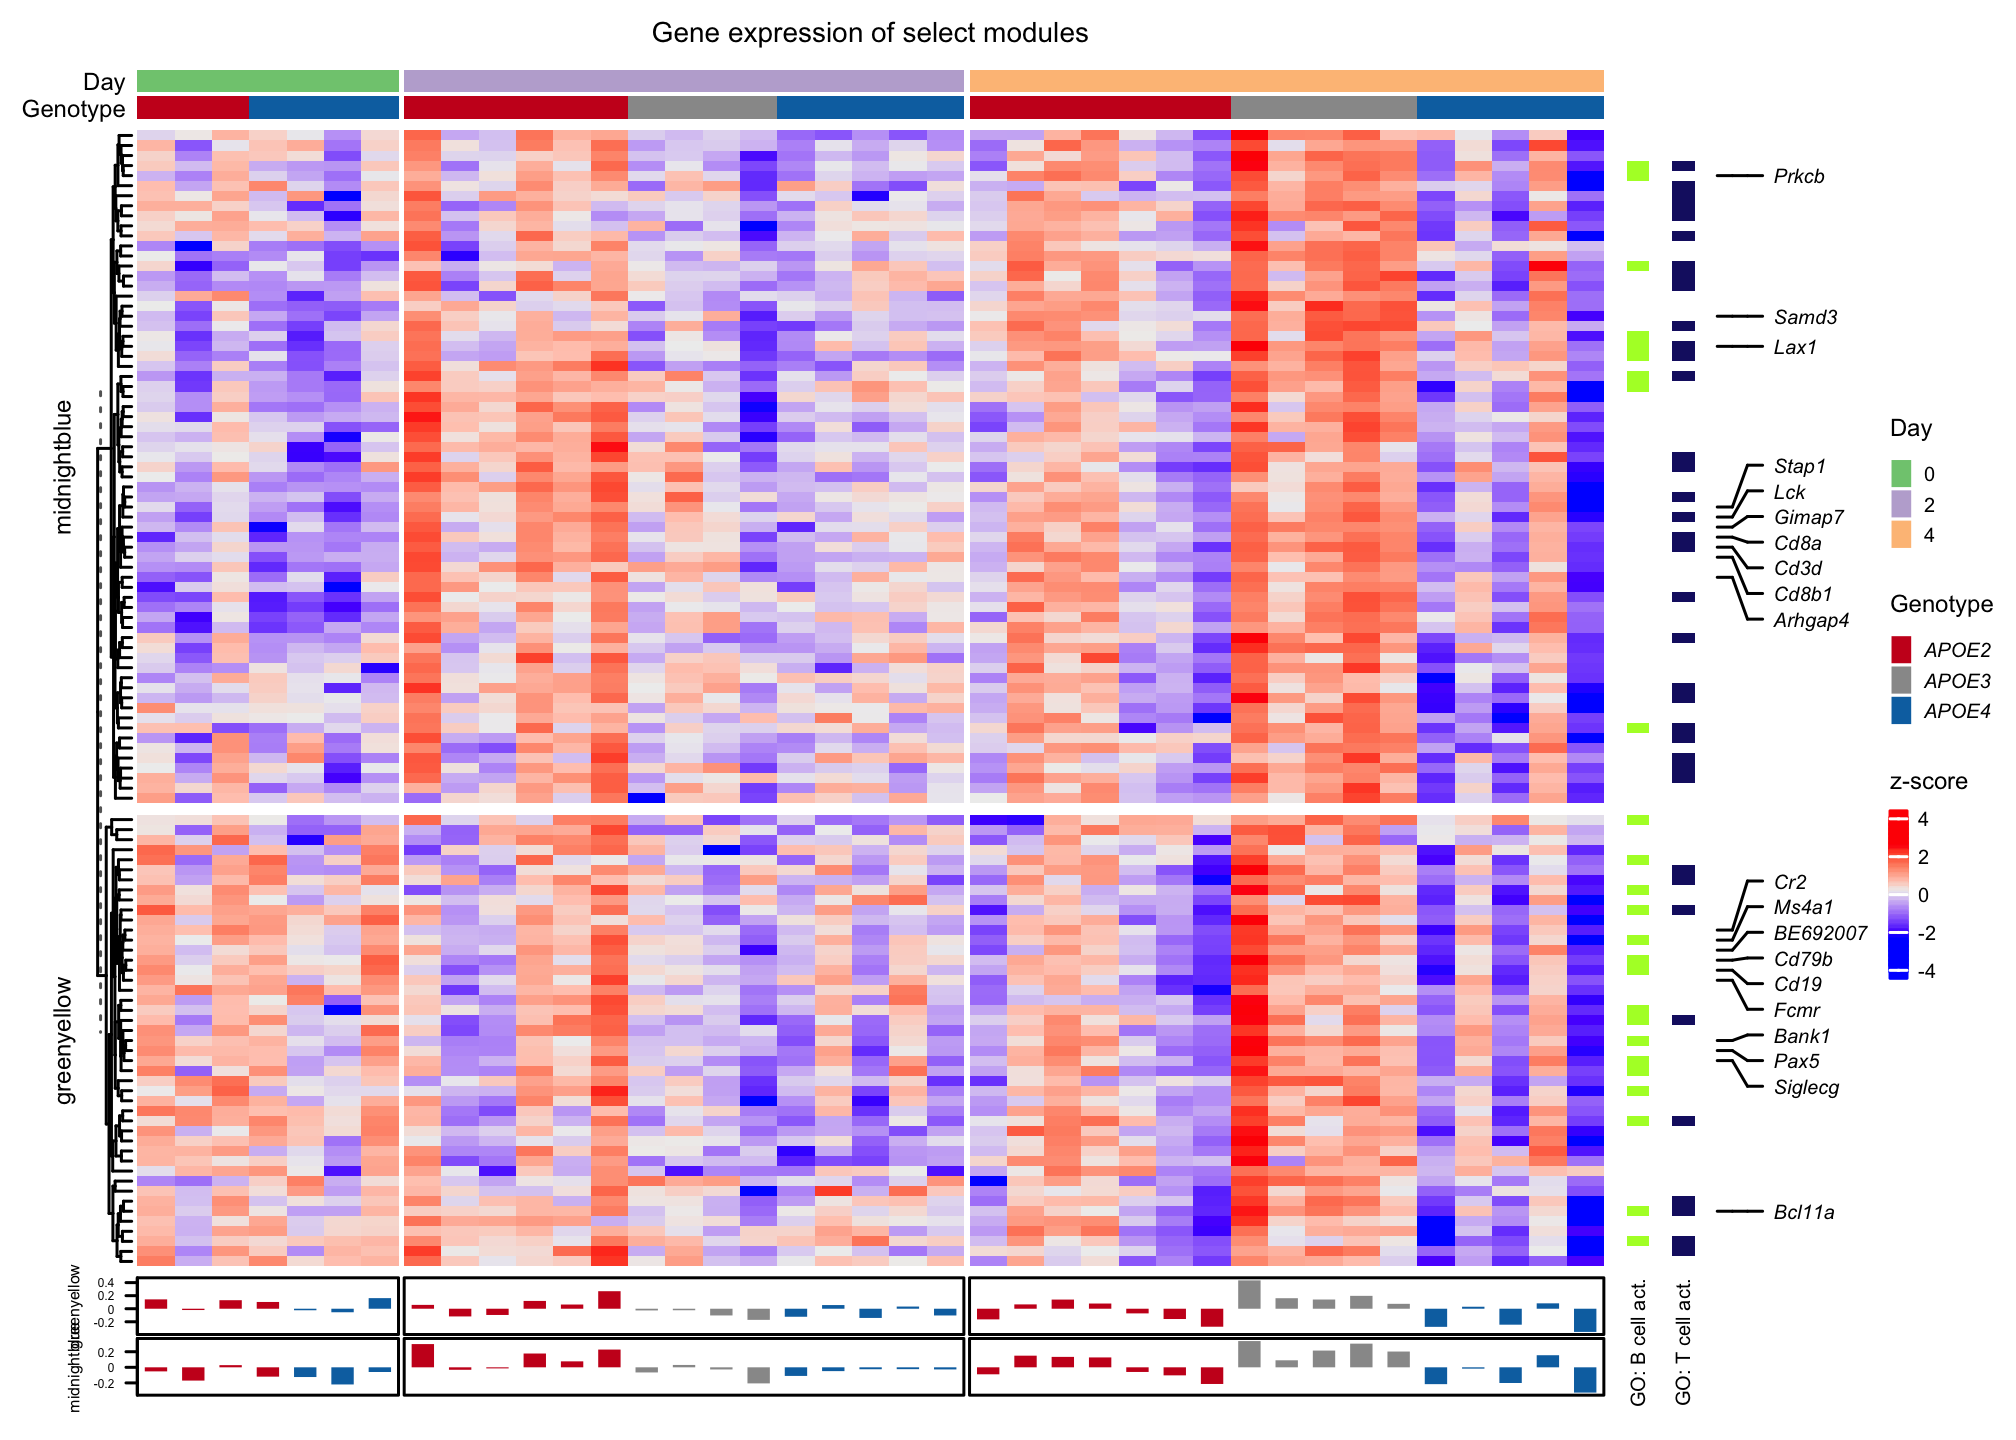 Gene expression of select modules
Day
Genotype
midnightblue
greenyellow
Prkcb
Samd3
Lax1
Stap1
Lck
Gimap7
Cd8a
Cd3d
Cd8b1
Arhgap4
Cr2
Ms4a1
BE692007
Cd79b
Cd19
Fcmr
Bank1
Pax5
Siglecg
Bcl11a
Day
0
2
4
Genotype
APOE2
APOE3
APOE4
z-score
4
2
0
-2
-4
greenyellow
0.4
0.2
0
-0.2
midnightblue
0.2
0
-0.2
GO: B cell act.
GO: T cell act.